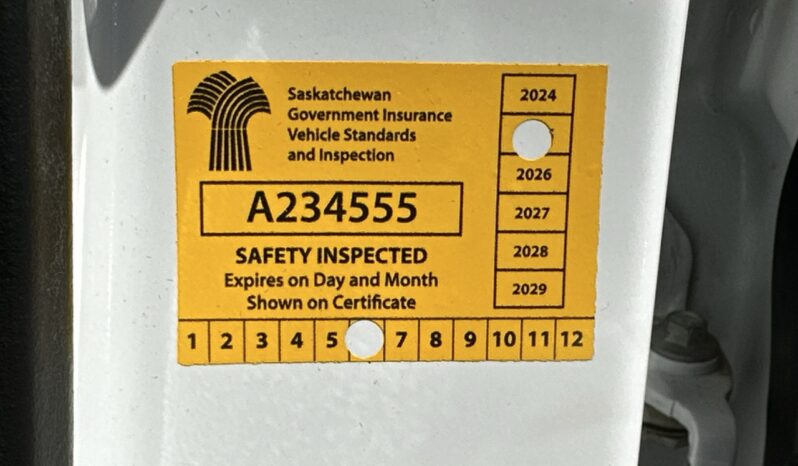 Saskatchewan
Government Insurance
Vehicle Standards
and Inspection
A234555
SAFETY INSPECTED
Expires on Day and Month
Shown on Certificate
2024
2026
2027
2028
2029
1 2 3 4 5 7 8 9 10 11 12